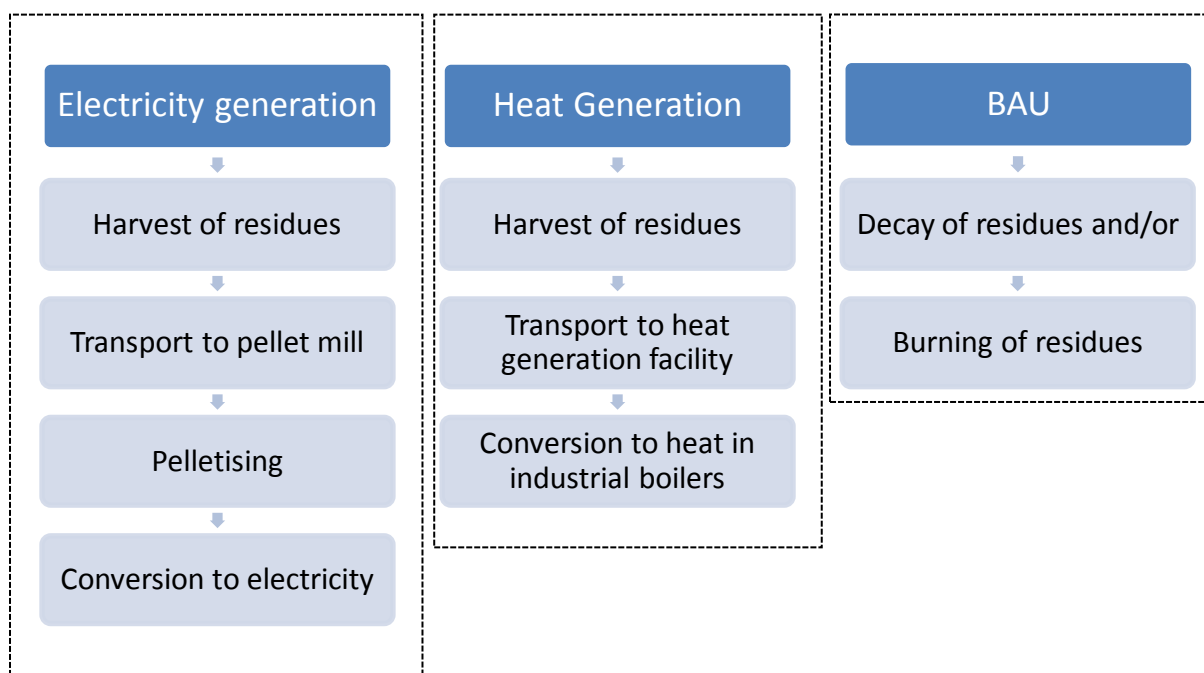 Electricity generation
Harvest of residues
Transport to pellet mill
Pelletising
Conversion to electricity
Heat Generation
Harvest of residues
Transport to heat
generation facility
Conversion to heat in
industrial boilers
BAU
Decay of residues and/or
Burning of residues